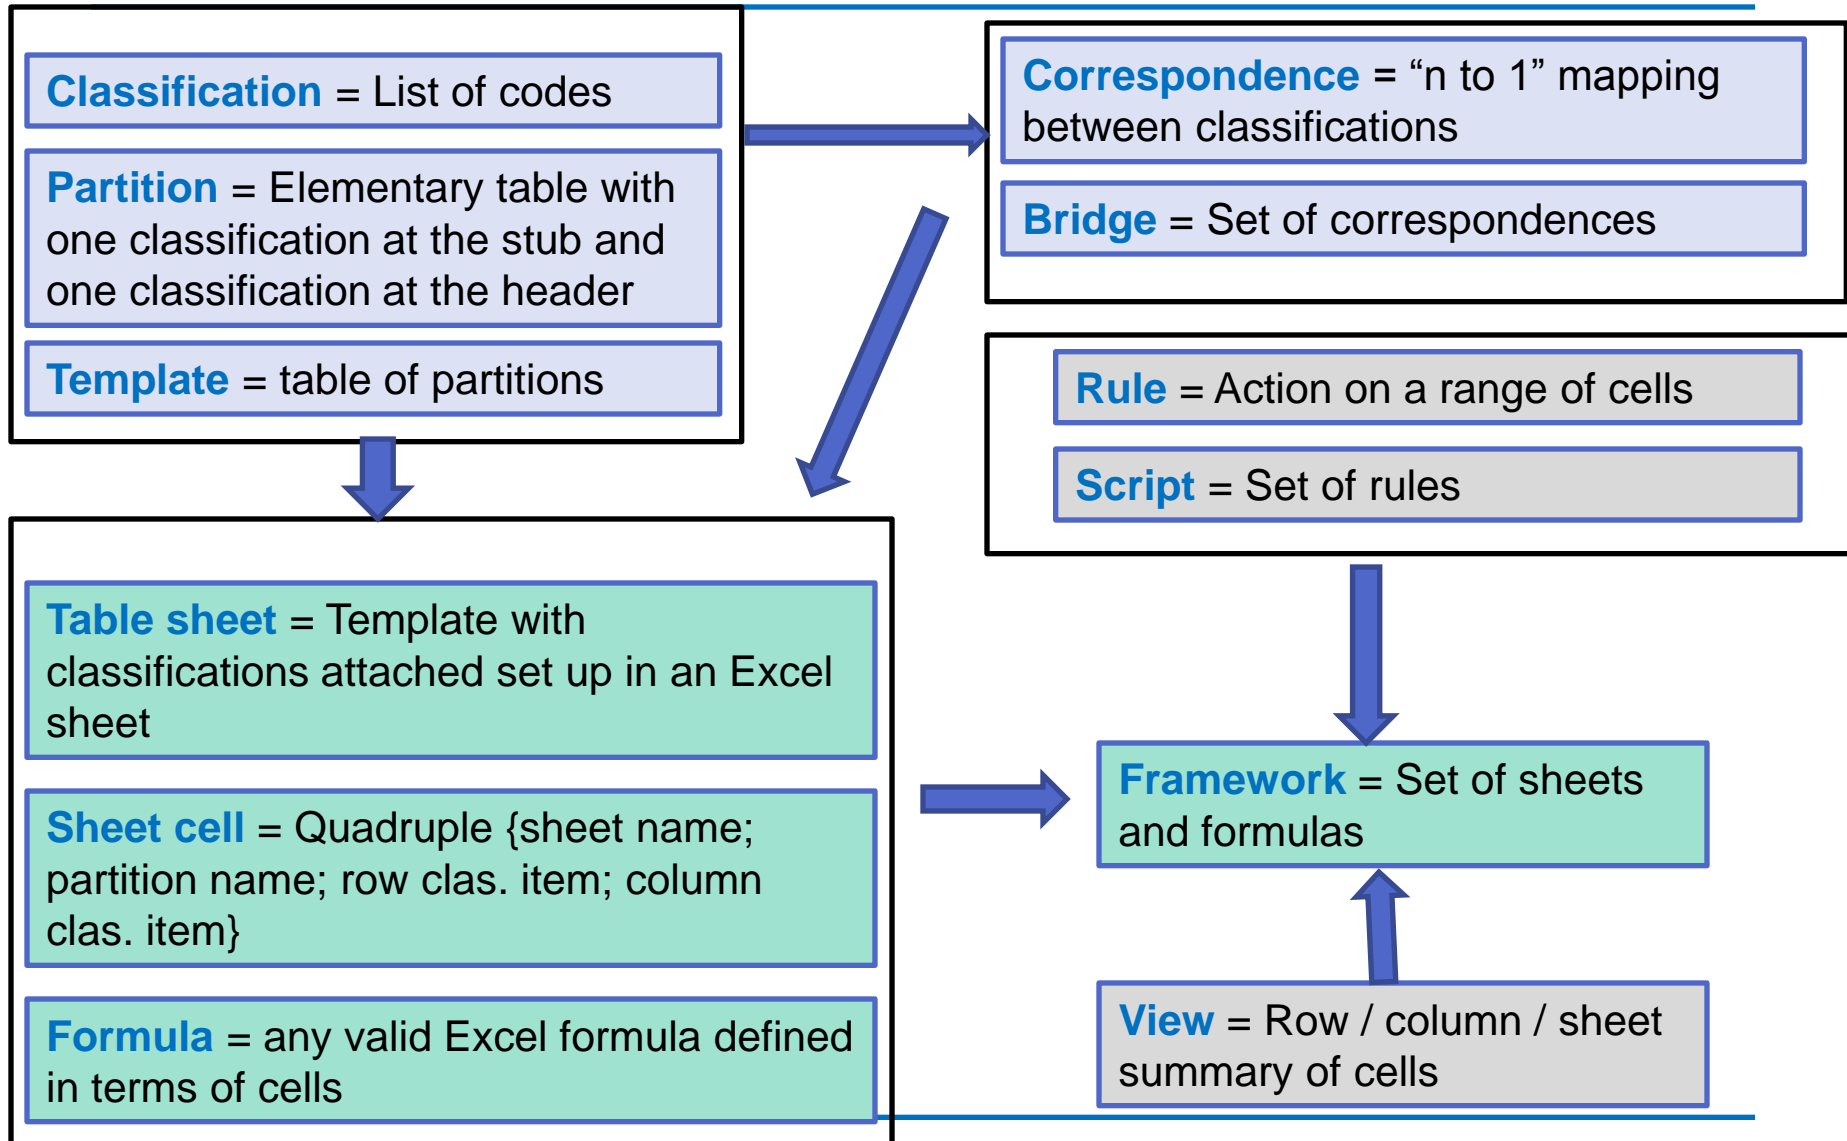 Classification = List of codes
Partition = Elementary table with
one classification at the stub and
one classification at the header
Template = table of partitions
Correspondence = “n to 1” mapping
between classifications
Bridge = Set of correspondences
Rule = Action on a range of cells
Script = Set of rules
Table sheet = Template with
classifications attached set up in an Excel
sheet
Sheet cell = Quadruple {sheet name;
partition name; row clas. item; column
clas. item}
Formula = any valid Excel formula defined
in terms of cells
Framework = Set of sheets
and formulas
View = Row / column / sheet
summary of cells